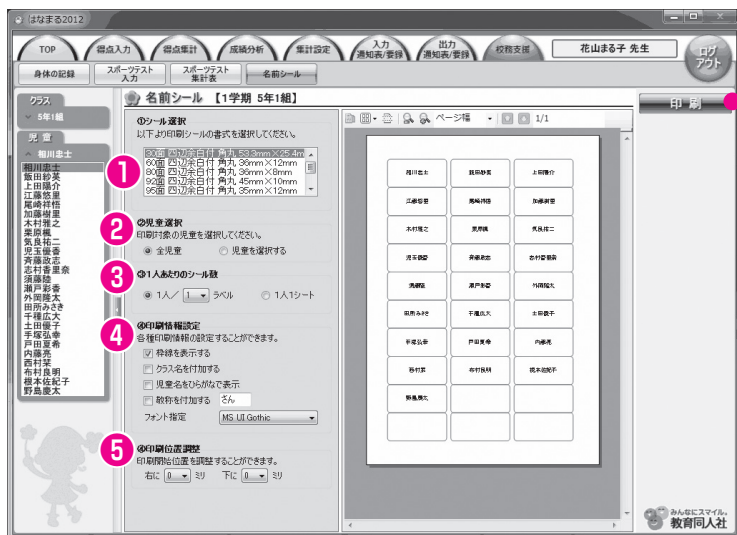 はなまる2012
TOP
得点入力
得点集計
成績分析
集計設定
入力
通知表/要録
出力
通知表/要録
校務支援
花山まる子 先生
ログ
アウト
身体の記録
スポーツテスト
入力
スポーツテスト
集計表
名前シール
クラス
5年1組
児童
相川忠士
相川忠士
飯田紗英
上田陽介
江藤悠里
尾崎祥悟
加藤樹里
木村雅之
栗原楓
気良祐二
児玉優香
斉藤政志
志村香里奈
須藤陸
瀬戸彩香
外岡隆太
田所みさき
千種広大
土田優子
手塚弘幸
戸田夏希
内藤亮
西村栞
布村良明
根本佐紀子
野島慶太
名前シール 【1学期 5年1組】
①シール選択
以下より印刷シールの書式を選択してください。
30面 四辺余白付 角丸 53.3mm×25.4m
60面 四辺余白付 角丸 36mm×12mm
80面 四辺余白付 角丸 36mm×8mm
92面 四辺余白付 角丸 45mm×10mm
95面 四辺余白付 角丸 35mm×12mm
1
②児童選択
印刷対象の児童を選択してください。
全児童 児童を選択する
2
③1人あたりのシール数
1人/ 1 ラベル 1人1シート
3
④印刷情報設定
各種印刷情報の設定することができます。
枠線を表示する
クラス名を付加する
児童名をひらがなで表示
敬称を付加する さん
フォント指定 MS UI Gothic
4
⑤印刷位置調整
印刷開始位置を調整することができます。
右に 0 ミリ 下に 0 ミリ
5
ページ幅 1/1
相川忠士 飯田紗英 上田陽介
江藤悠里 尾崎祥悟 加藤樹里
木村雅之 栗原楓 気良祐二
児玉優香 斉藤政志 志村香里奈
須藤陸 瀬戸彩香 外岡隆太
田所みさき 千種広大 土田優子
手塚弘幸 戸田夏希 内藤亮
西村栞 布村良明 根本佐紀子
野島慶太
印刷
みんなにスマイル。
教育同人社